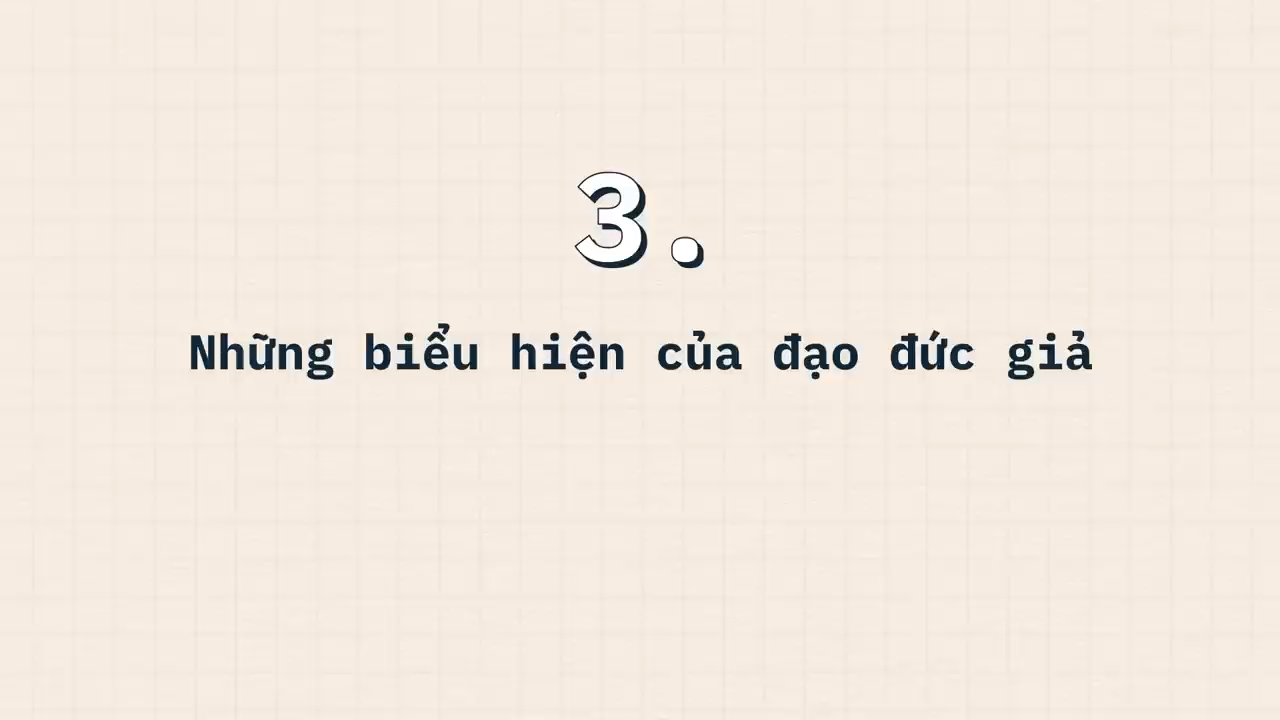 3.
Những biểu hiện của đạo đức giả